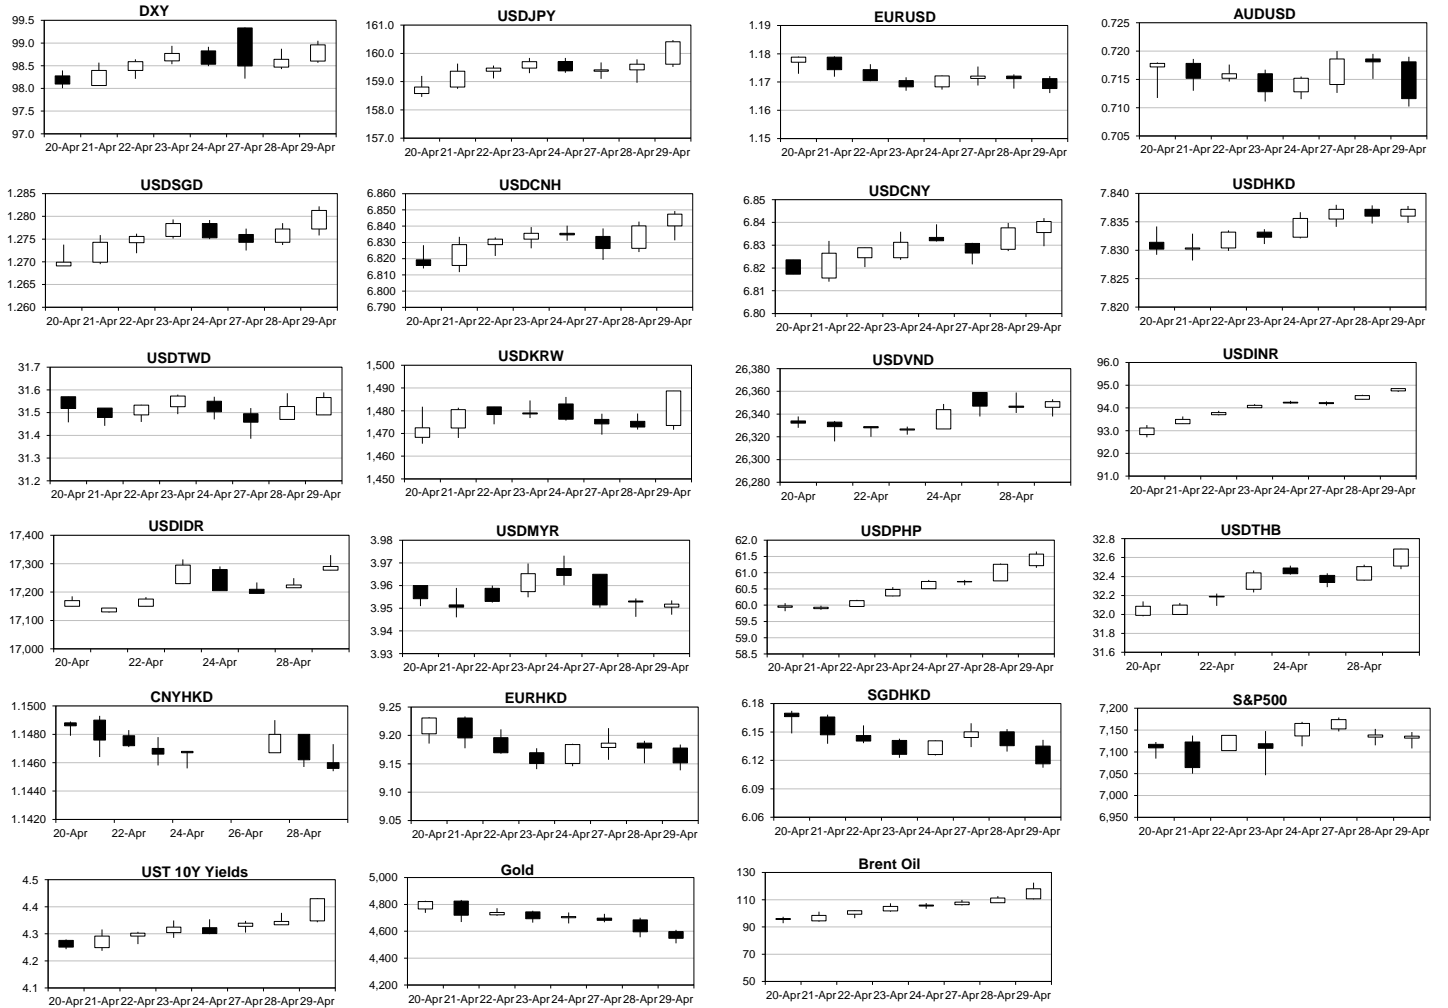 DXY
99.5
99.0
98.5
98.0
97.5
97.0
20-Apr 21-Apr 22-Apr 23-Apr 24-Apr 27-Apr 28-Apr 29-Apr
USDJPY
161.0
160.0
159.0
158.0
157.0
20-Apr 21-Apr 22-Apr 23-Apr 24-Apr 27-Apr 28-Apr 29-Apr
EURUSD
1.19
1.18
1.17
1.16
1.15
20-Apr 21-Apr 22-Apr 23-Apr 24-Apr 27-Apr 28-Apr 29-Apr
AUDUSD
0.725
0.720
0.715
0.710
0.705
20-Apr 21-Apr 22-Apr 23-Apr 24-Apr 27-Apr 28-Apr 29-Apr
USDSGD
1.285
1.280
1.275
1.270
1.265
1.260
20-Apr 21-Apr 22-Apr 23-Apr 24-Apr 27-Apr 28-Apr 29-Apr
USDCNH
6.860
6.850
6.840
6.830
6.820
6.810
6.800
6.790
20-Apr 21-Apr 22-Apr 23-Apr 24-Apr 27-Apr 28-Apr 29-Apr
USDCNY
6.85
6.84
6.83
6.82
6.81
6.80
20-Apr 21-Apr 22-Apr 23-Apr 24-Apr 27-Apr 28-Apr 29-Apr
USDHKD
7.840
7.835
7.830
7.825
7.820
20-Apr 21-Apr 22-Apr 23-Apr 24-Apr 27-Apr 28-Apr 29-Apr
USDTWD
31.7
31.6
31.5
31.4
31.3
31.2
20-Apr 21-Apr 22-Apr 23-Apr 24-Apr 27-Apr 28-Apr 29-Apr
USDKRW
1,500
1,490
1,480
1,470
1,460
1,450
20-Apr 21-Apr 22-Apr 23-Apr 24-Apr 27-Apr 28-Apr 29-Apr
USDVND
26,380
26,360
26,340
26,320
26,300
26,280
20-Apr 22-Apr 24-Apr 28-Apr
USDINR
96.0
95.0
94.0
93.0
92.0
91.0
20-Apr 21-Apr 22-Apr 23-Apr 24-Apr 27-Apr 28-Apr 29-Apr
USDIDR
17,400
17,300
17,200
17,100
17,000
20-Apr 22-Apr 24-Apr 28-Apr
USDMYR
3.98
3.97
3.96
3.95
3.94
3.93
20-Apr 21-Apr 22-Apr 23-Apr 24-Apr 27-Apr 28-Apr 29-Apr
USDPHP
62.0
61.5
61.0
60.5
60.0
59.5
59.0
58.5
20-Apr 21-Apr 22-Apr 23-Apr 24-Apr 27-Apr 28-Apr 29-Apr
USDTHB
32.8
32.6
32.4
32.2
32.0
31.8
31.6
20-Apr 22-Apr 24-Apr 28-Apr
CNYHKD
1.1500
1.1480
1.1460
1.1440
1.1420
20-Apr 22-Apr 24-Apr 26-Apr 28-Apr
EURHKD
9.25
9.20
9.15
9.10
9.05
20-Apr 21-Apr 22-Apr 23-Apr 24-Apr 27-Apr 28-Apr 29-Apr
SGDHKD
6.18
6.15
6.12
6.09
6.06
20-Apr 21-Apr 22-Apr 23-Apr 24-Apr 27-Apr 28-Apr 29-Apr
S&P500
7,200
7,150
7,100
7,050
7,000
6,950
20-Apr 21-Apr 22-Apr 23-Apr 24-Apr 27-Apr 28-Apr 29-Apr
UST 10Y Yields
4.5
4.4
4.3
4.2
4.1
20-Apr 21-Apr 22-Apr 23-Apr 24-Apr 27-Apr 28-Apr 29-Apr
Gold
5,000
4,800
4,600
4,400
4,200
20-Apr 21-Apr 22-Apr 23-Apr 24-Apr 27-Apr 28-Apr 29-Apr
Brent Oil
130
110
90
70
50
20-Apr 21-Apr 22-Apr 23-Apr 24-Apr 27-Apr 28-Apr 29-Apr